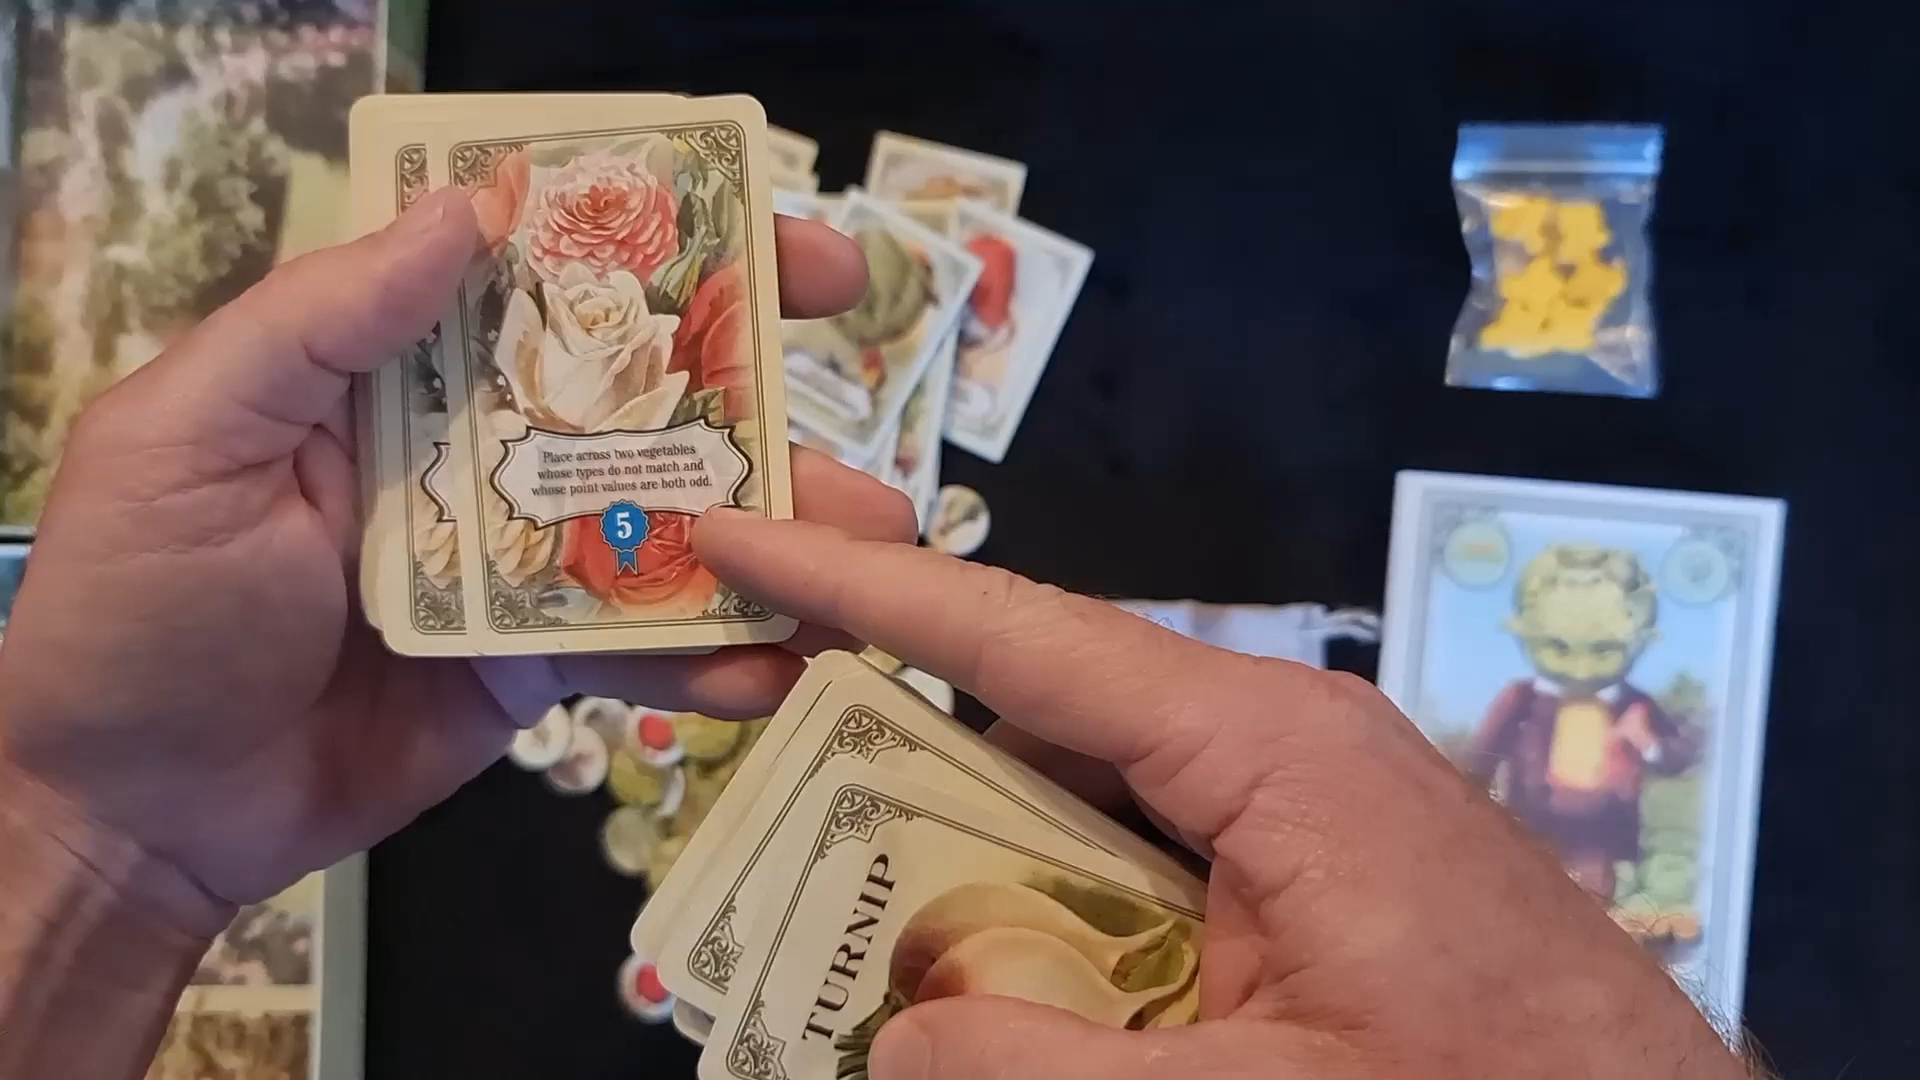 Place across two vegetables
whose types do not match and
whose point values are both odd.
5
TURNIP